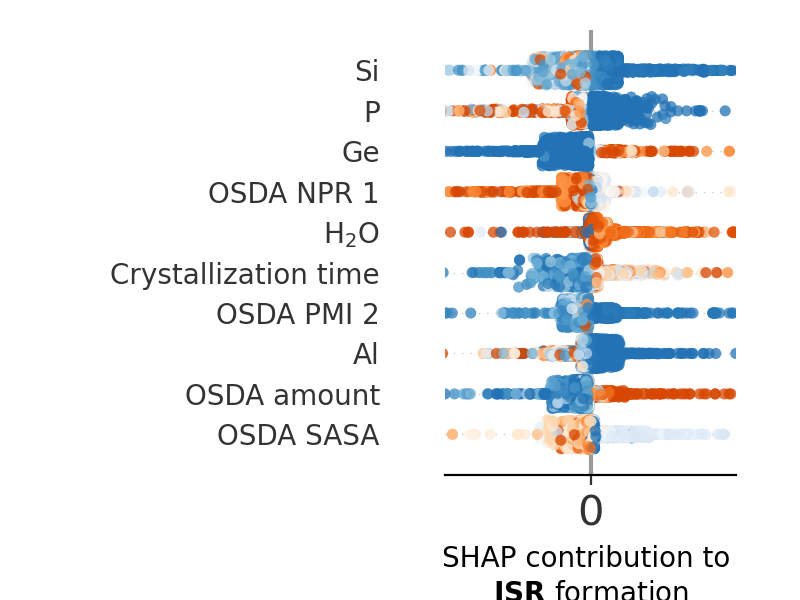 Si
P
Ge
OSDA NPR 1
H₂O
Crystallization time
OSDA PMI 2
Al
OSDA amount
OSDA SASA
0
SHAP contribution to
ISR formation